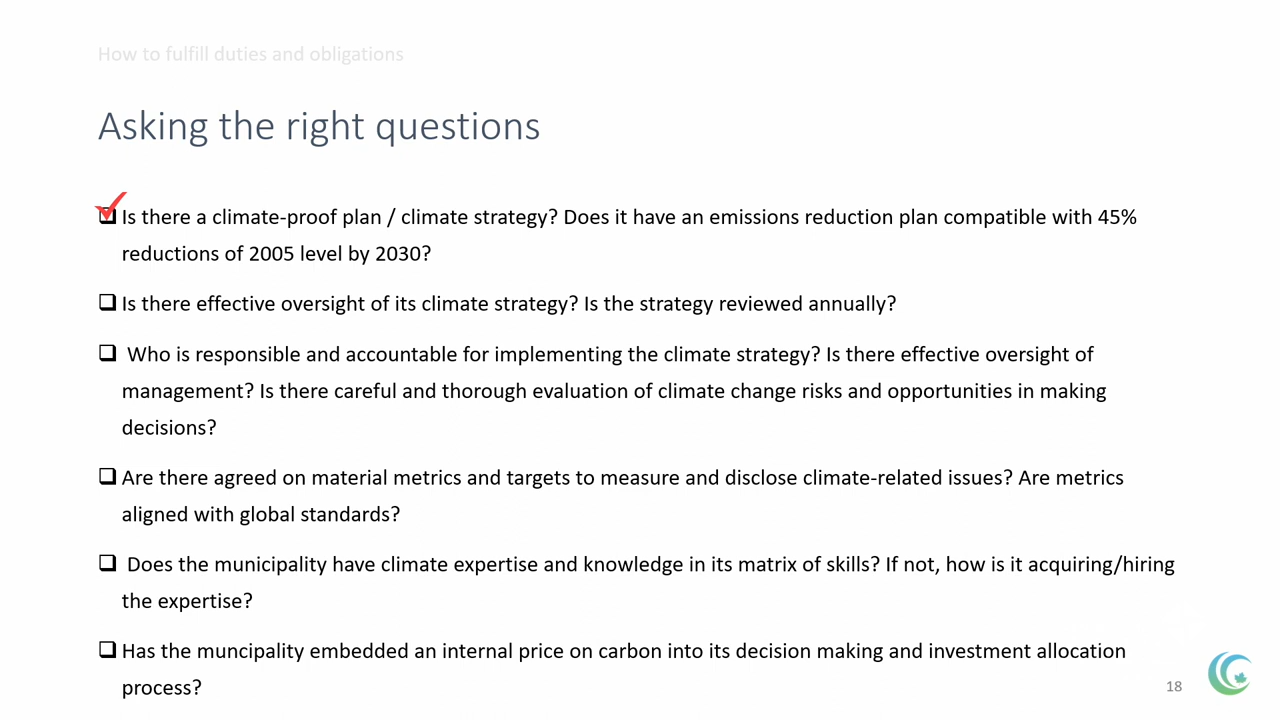 How to fulfill duties and obligations
Asking the right questions
Is there a climate-proof plan / climate strategy? Does it have an emissions reduction plan compatible with 45%
reductions of 2005 level by 2030?
Is there effective oversight of its climate strategy? Is the strategy reviewed annually?
Who is responsible and accountable for implementing the climate strategy? Is there effective oversight of
management? Is there careful and thorough evaluation of climate change risks and opportunities in making
decisions?
Are there agreed on material metrics and targets to measure and disclose climate-related issues? Are metrics
aligned with global standards?
Does the municipality have climate expertise and knowledge in its matrix of skills? If not, how is it acquiring/hiring
the expertise?
Has the muncipality embedded an internal price on carbon into its decision making and investment allocation
process?
18